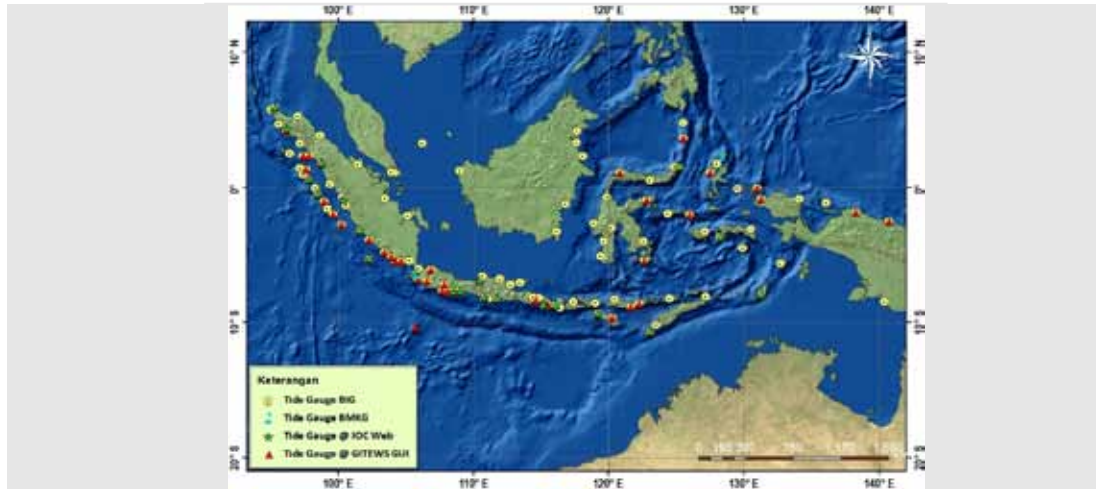 100° E 110° E 120° E 130° E 140° E
10° N
10° N
0°
0°
10° S
10° S
20° S
20° S
Keterangan
Tide Gauge BIG
Tide Gauge BMKG
Tide Gauge @ IOC Web
Tide Gauge @ GITEWS GUI
100° E 110° E 120° E 130° E 140° E